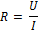 R = U/I